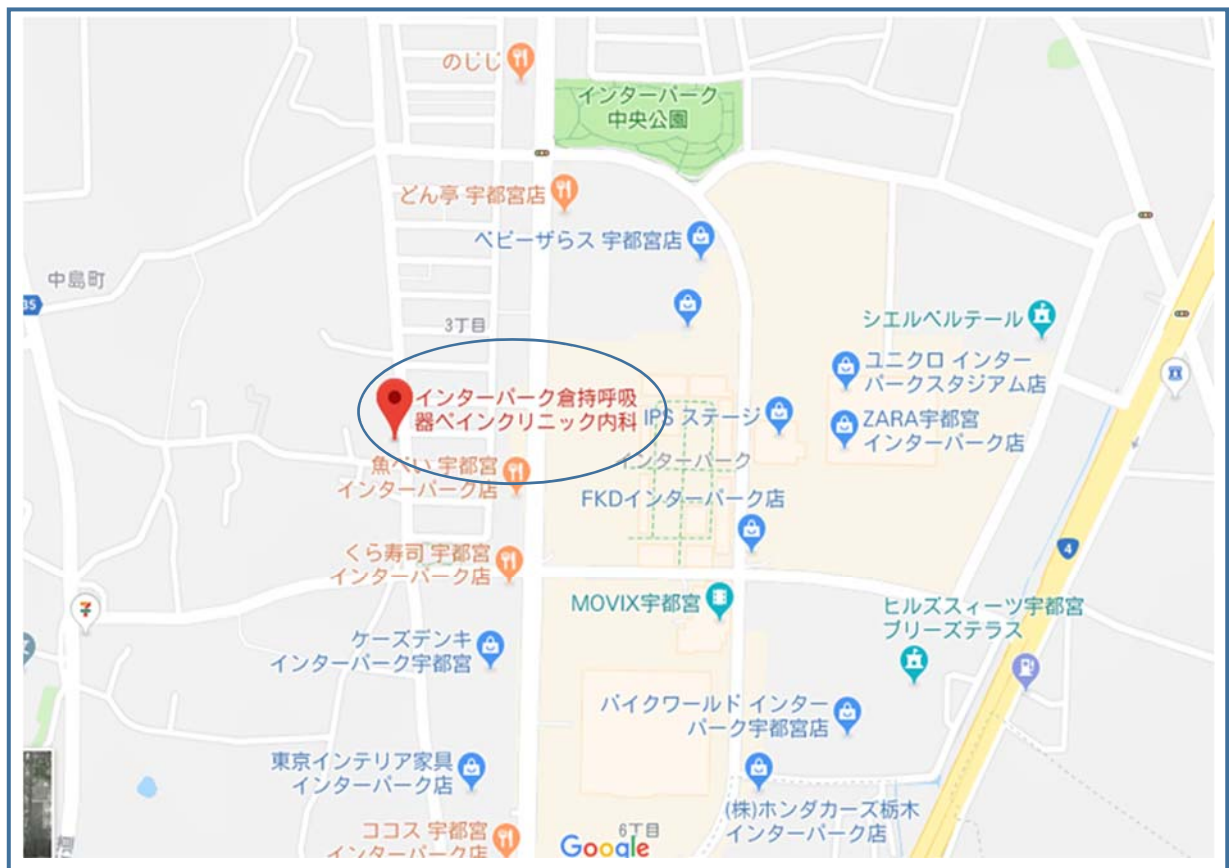 のじじ
インターパーク
中央公園
どん亭 宇都宮店
ベビーザらス 宇都宮店
中島町
35
シエルベルテール
3丁目
ユニクロ インター
パークスタジアム店
インターパーク倉持呼吸
器ペインクリニック内科
IPS ステージ
ZARA宇都宮
インターパーク店
インターパーク
魚べい 宇都宮
インターパーク店
FKDインターパーク店
4
くら寿司 宇都宮
インターパーク店
MOVIX宇都宮
ヒルズスィーツ宇都宮
ブリーズテラス
7
ケーズデンキ
インターパーク宇都宮
バイクワールド インター
パーク宇都宮店
東京インテリア家具
インターパーク店
(株)ホンダカーズ栃木
インターパーク店
ココス 宇都宮
インターパーク店
6丁目
Google